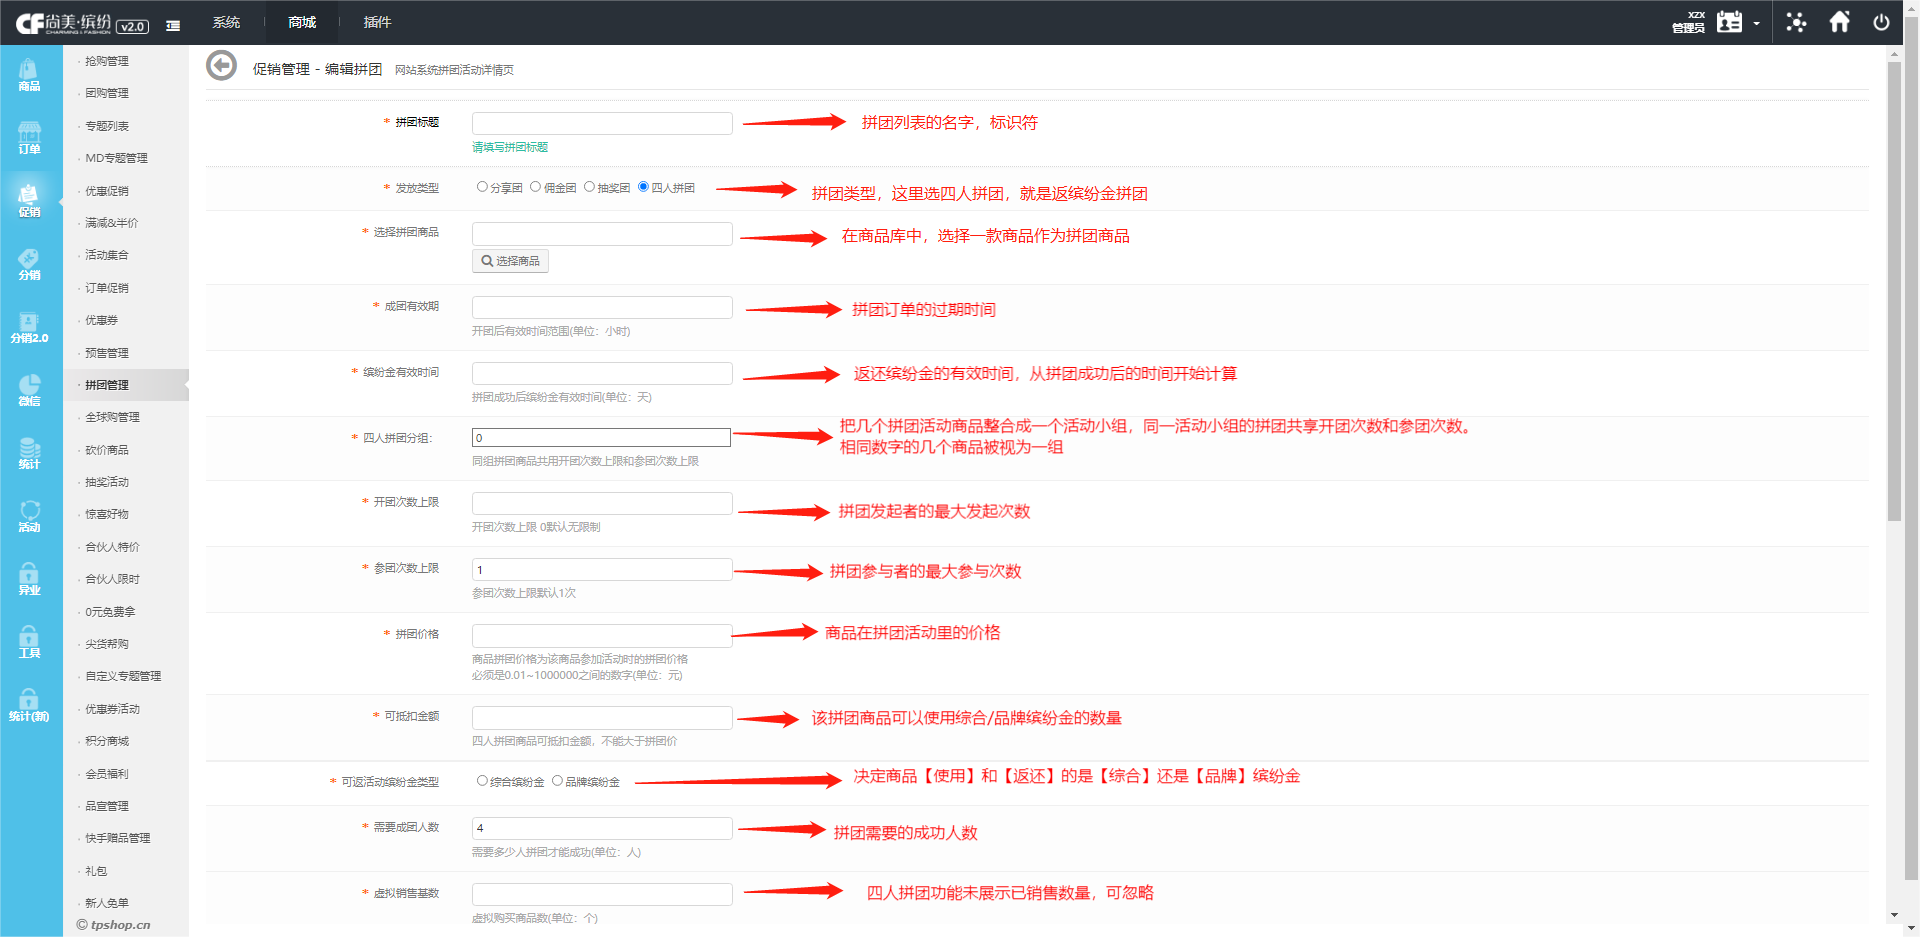 CF尚美·缤纷 v2.0
CHARMING & FASHION
系统
商城
插件
xzx
管理员
商品
订单
促销
分销
分销2.0
微信
统计
活动
异业
工具
统计(新)
· 抢购管理
· 团购管理
· 专题列表
· MD专题管理
· 优惠促销
· 满减&半价
· 活动集合
· 订单促销
· 优惠券
· 预售管理
· 拼团管理
· 全球购管理
· 砍价商品
· 抽奖活动
· 惊喜好物
· 合伙人特价
· 合伙人限时
· 0元免费拿
· 尖货帮购
· 自定义专题管理
· 优惠券活动
· 积分商城
· 会员福利
· 品宣管理
· 快手赠品管理
· 礼包
· 新人免单
© tpshop.cn
促销管理 - 编辑拼团 网站系统拼团活动详情页
* 拼团标题 拼团列表的名字，标识符
请填写拼团标题
* 发放类型 分享团 佣金团 抽奖团 四人拼团 拼团类型，这里选四人拼团，就是返缤纷金拼团
* 选择拼团商品 在商品库中，选择一款商品作为拼团商品
选择商品
* 成团有效期 拼团订单的过期时间
开团后有效时间范围(单位：小时)
* 缤纷金有效时间 返还缤纷金的有效时间，从拼团成功后的时间开始计算
拼团成功后缤纷金有效时间(单位：天)
* 四人拼团分组： 0 把几个拼团活动商品整合成一个活动小组，同一活动小组的拼团共享开团次数和参团次数。
相同数字的几个商品被视为一组
同组拼团商品共用开团次数上限和参团次数上限
* 开团次数上限 拼团发起者的最大发起次数
开团次数上限 0默认无限制
* 参团次数上限 1 拼团参与者的最大参与次数
参团次数上限默认1次
* 拼团价格 商品在拼团活动里的价格
商品拼团价格为该商品参加活动时的拼团价格
必须是0.01~1000000之间的数字(单位：元)
* 可抵扣金额 该拼团商品可以使用综合/品牌缤纷金的数量
四人拼团商品可抵扣金额，不能大于拼团价
* 可返活动缤纷金类型 综合缤纷金 品牌缤纷金 决定商品【使用】和【返还】的是【综合】还是【品牌】缤纷金
* 需要成团人数 4 拼团需要的成功人数
需要多少人拼团才能成功(单位：人)
* 虚拟销售基数 四人拼团功能未展示已销售数量，可忽略
虚拟购买商品数(单位：个)